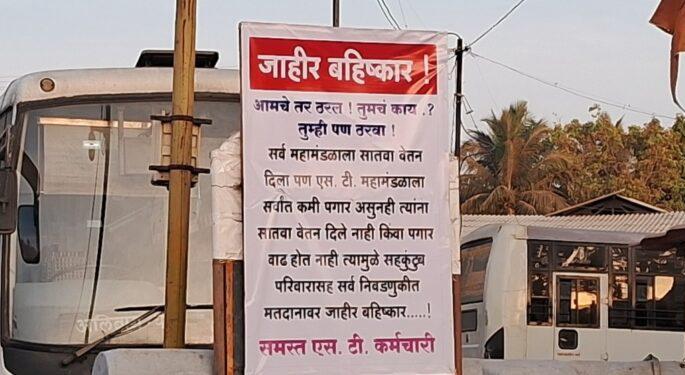 जाहीर बहिष्कार !
आमचे तर ठरलं ! तुमचं काय .?
तुम्ही पण ठरवा !
सर्व महामंडळाला सातवा वेतन
दिला पण एस. टी. महामंडळाला
सर्वात कमी पगार असुनही त्यांना
सातवा वेतन दिले नाही किंवा पगार
वाढ होत नाही त्यामुळे सहकुटुंब
परिवारासह सर्व निवडणुकीत
मतदानावर जाहीर बहिष्कार.....!
समस्त एस. टी. कर्मचारी